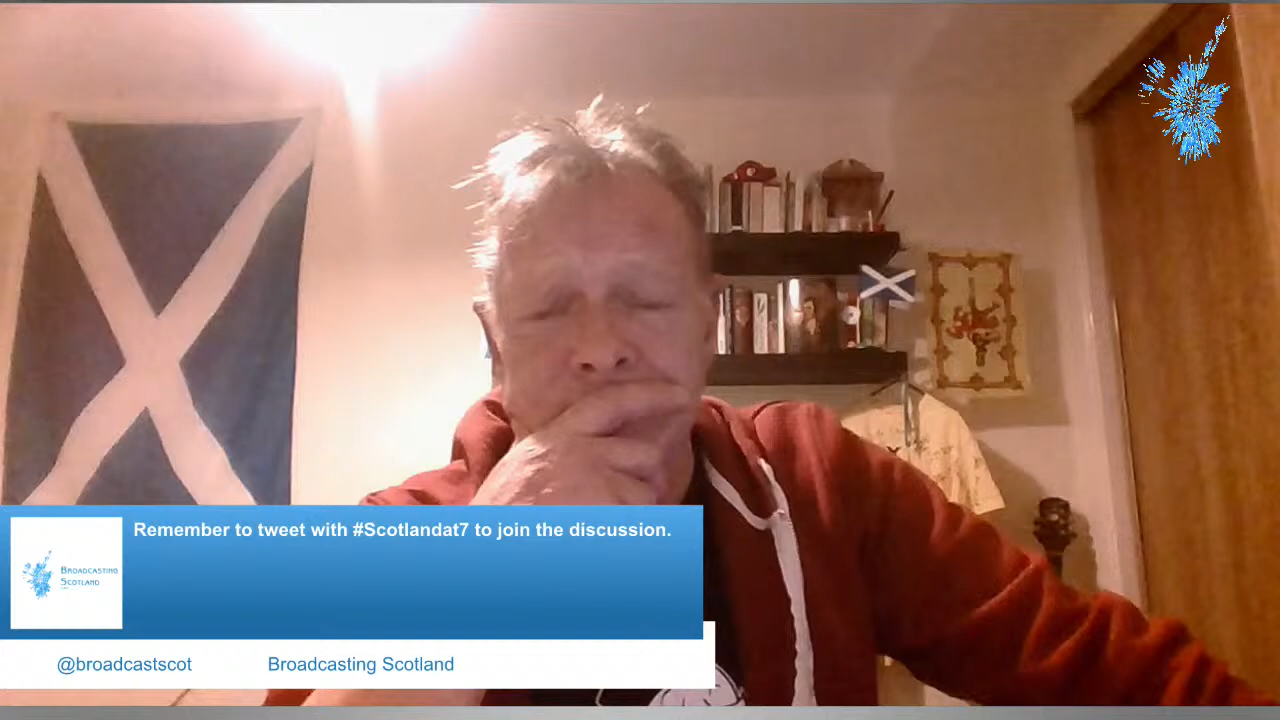 Remember to tweet with #Scotlandat7 to join the discussion.
BROADCASTING
SCOTLAND
@broadcastscot Broadcasting Scotland